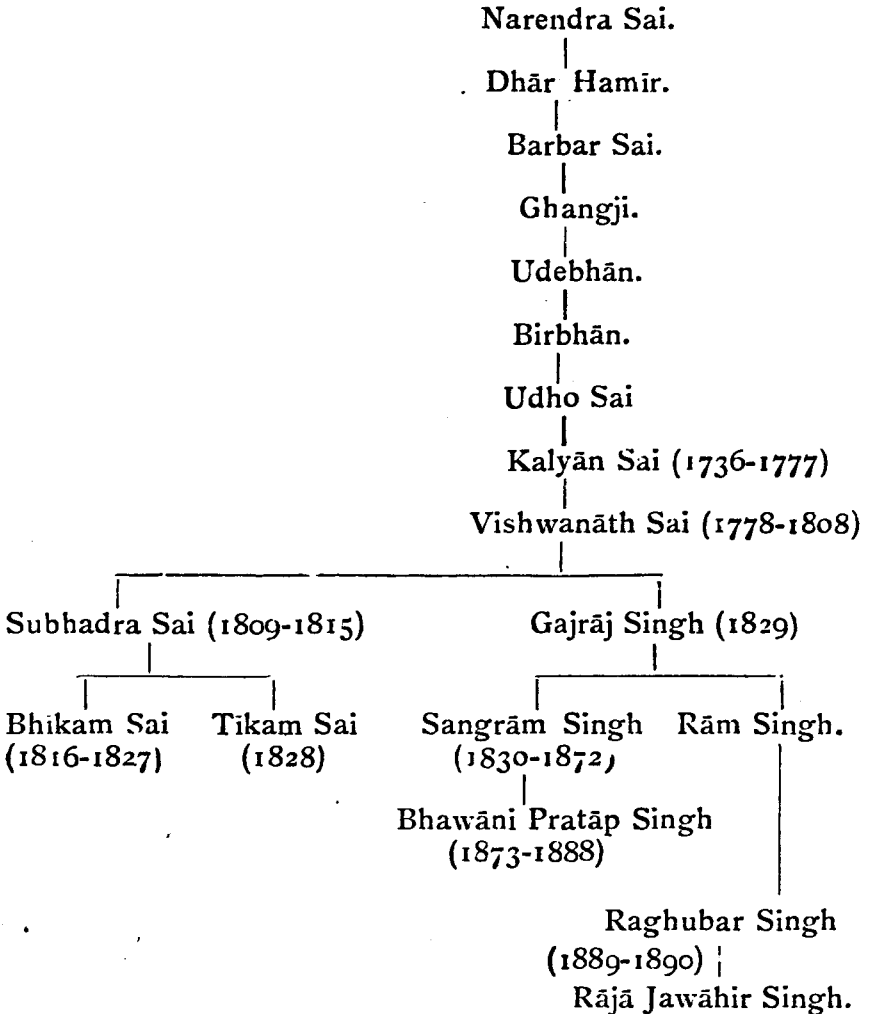 Narendra Sai.
Dhār Hamīr.
Barbar Sai.
Ghangji.
Udebhān.
Birbhān.
Udho Sai
Kalyān Sai (1736-1777)
Vishwanāth Sai (1778-1808)
Subhadra Sai (1809-1815) Gajrāj Singh (1829)
Bhīkam Sai Tīkam Sai Sangrām Singh Rām Singh.
(1816-1827) (1828) (1830-1872)
Bhawāni Pratāp Singh
(1873-1888)
Raghubar Singh
(1889-1890)
Rājā Jawāhir Singh.